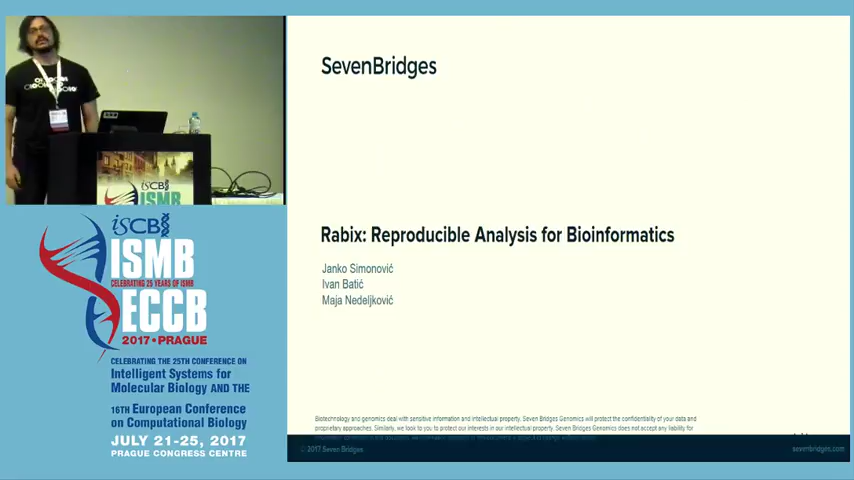 SevenBridges
Rabix: Reproducible Analysis for Bioinformatics
Janko Simonović
Ivan Batić
Maja Nedeljković
Biotechnology and genomics deal with sensitive information and intellectual property. Seven Bridges Genomics will protect the confidentiality of your data and
proprietary approaches. Similarly, we look to you to protect our interests in our intellectual property. Seven Bridges Genomics does not accept any liability for
© 2017 Seven Bridges
sevenbridges.com
iSCB
ISMB
iSCB
ISMB
CELEBRATING 25 YEARS OF ISMB
ECCB
2017 • PRAGUE
CELEBRATING THE 25TH CONFERENCE ON
Intelligent Systems for
Molecular Biology AND THE
16TH European Conference
on Computational Biology
JULY 21-25, 2017
PRAGUE CONGRESS CENTRE